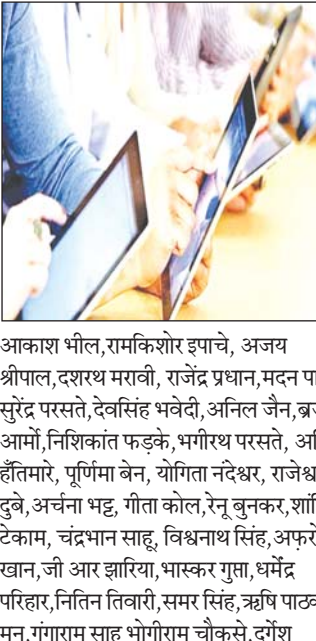 आकाश भील,रामकिशोर इपाचे, अजय
श्रीपाल,दशरथ मरावी, राजेंद्र प्रधान,मदन
सुरेंद्र परसते,देवसिंह भवेदी,अनिल जैन,
आर्मो,निशिकांत फड़के,भगीरथ परसते,
हँतिमारे, पूर्णिमा बेन, योगिता नंदेश्वर,
दुबे,अर्चना भट्ट, गीता कोल,रेनू बुनकर,
टेकाम, चंद्रभान साहू, विश्वनाथ सिंह,
खान,जी आर झारिया,भास्कर गुप्ता,धर्मेंद्र
परिहार,नितिन तिवारी,समर सिंह,ऋषि